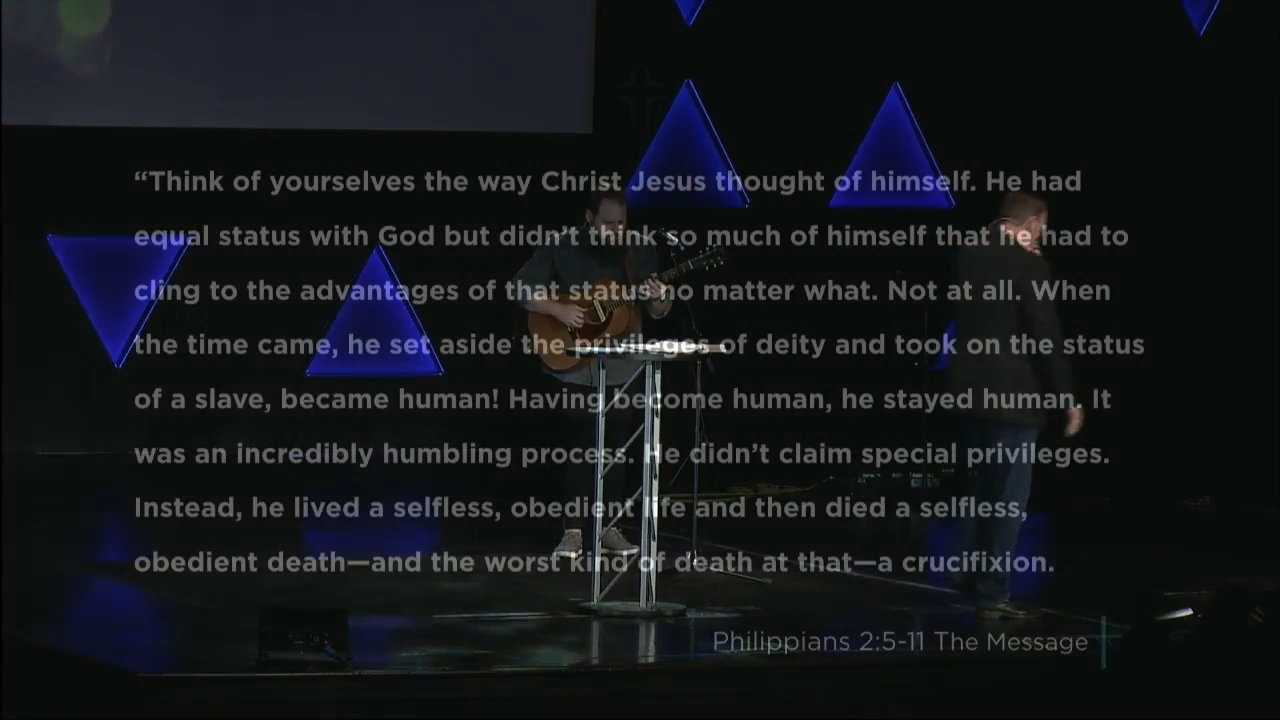 “Think of yourselves the way Christ Jesus thought of himself. He had
equal status with God but didn’t think so much of himself that he had to
cling to the advantages of that status no matter what. Not at all. When
the time came, he set aside the privileges of deity and took on the status
of a slave, became human! Having become human, he stayed human. It
was an incredibly humbling process. He didn’t claim special privileges.
Instead, he lived a selfless, obedient life and then died a selfless,
obedient death—and the worst kind of death at that—a crucifixion.
Philippians 2:5-11 The Message